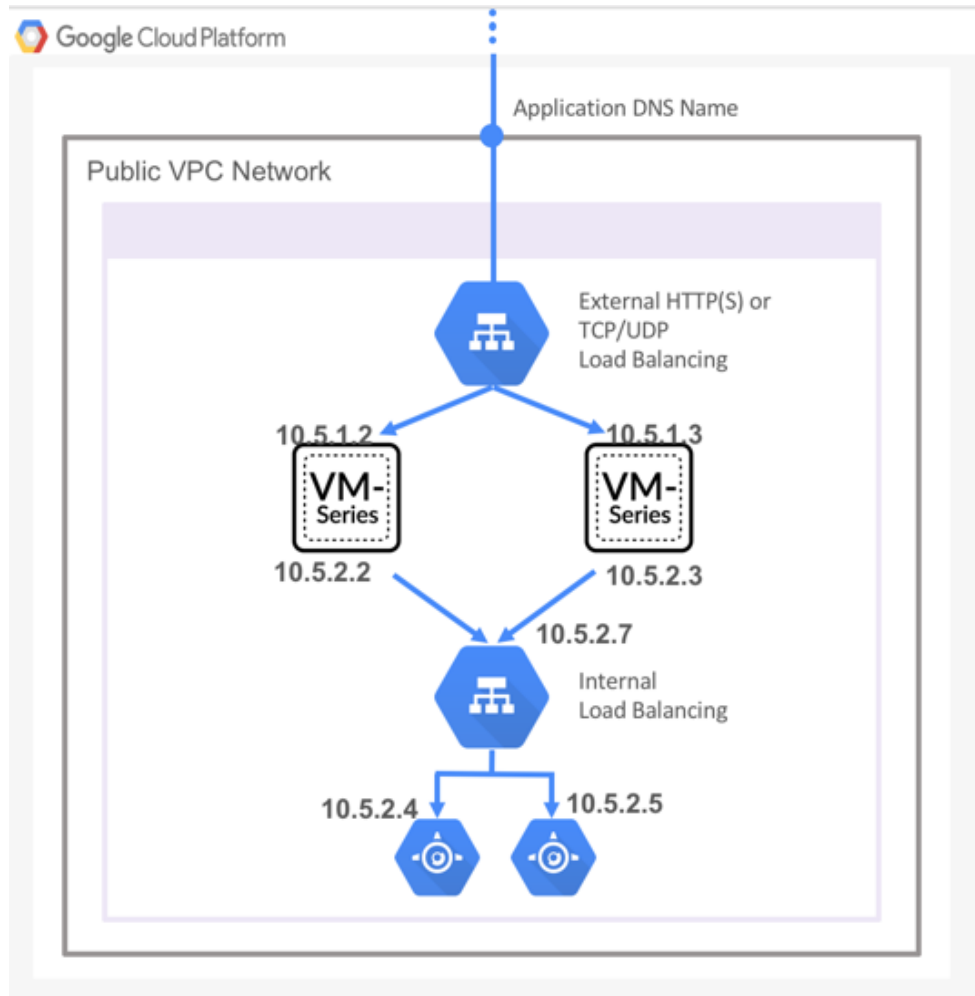 Google Cloud Platform
Application DNS Name
Public VPC Network
External HTTP(S) or
TCP/UDP
Load Balancing
10.5.1.2
10.5.1.3
VM-
Series
VM-
Series
10.5.2.2
10.5.2.3
10.5.2.7
Internal
Load Balancing
10.5.2.4
10.5.2.5